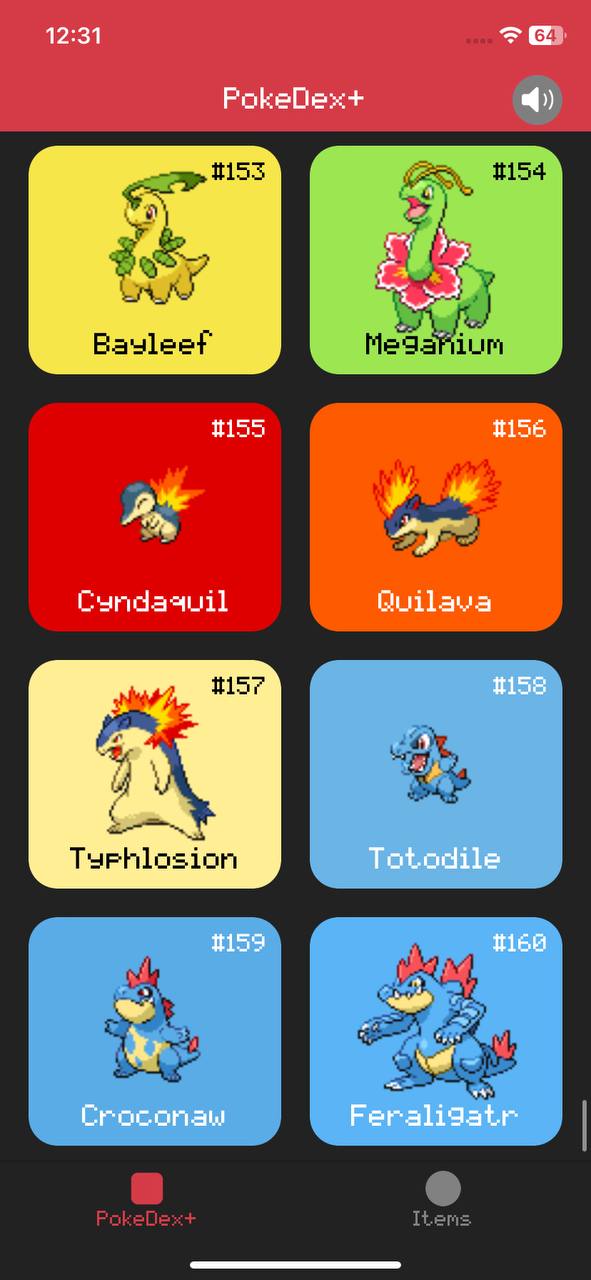 12:31
64
PokeDex+
#153
#154
Bayleef
Meganium
#155
#156
Cyndaquil
Quilava
#157
#158
Typhlosion
Totodile
#159
#160
Croconaw
Feraligatr
PokeDex+
Items